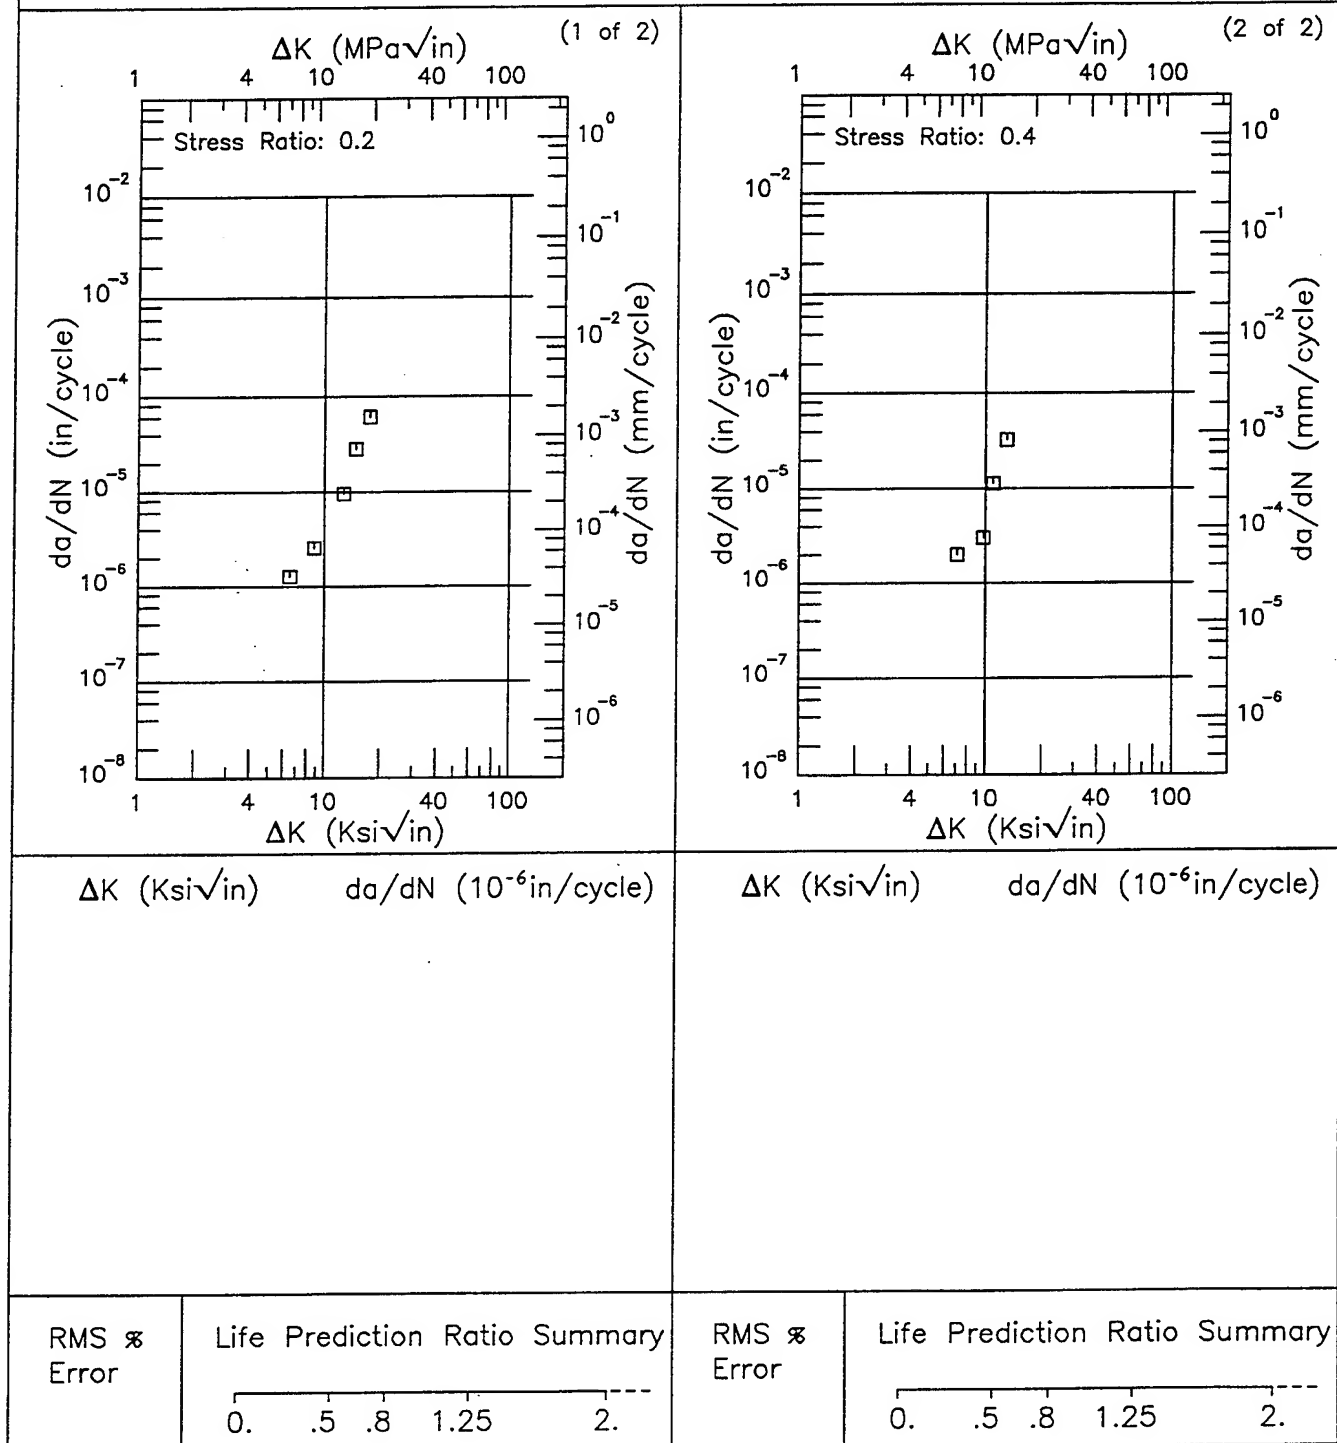 (1 of 2)
ΔK (MPa√in)
1 4 10 40 100
Stress Ratio: 0.2
da/dN (in/cycle)
10⁻²
10⁻³
10⁻⁴
10⁻⁵
10⁻⁶
10⁻⁷
10⁻⁸
10⁰
10⁻¹
10⁻²
10⁻³
10⁻⁴
10⁻⁵
10⁻⁶
da/dN (mm/cycle)
1 4 10 40 100
ΔK (Ksi√in)
(2 of 2)
ΔK (MPa√in)
1 4 10 40 100
Stress Ratio: 0.4
da/dN (in/cycle)
10⁻²
10⁻³
10⁻⁴
10⁻⁵
10⁻⁶
10⁻⁷
10⁻⁸
10⁰
10⁻¹
10⁻²
10⁻³
10⁻⁴
10⁻⁵
10⁻⁶
da/dN (mm/cycle)
1 4 10 40 100
ΔK (Ksi√in)
ΔK (Ksi√in) da/dN (10⁻⁶in/cycle)
ΔK (Ksi√in) da/dN (10⁻⁶in/cycle)
RMS %
Error
Life Prediction Ratio Summary
0. .5 .8 1.25 2.
RMS %
Error
Life Prediction Ratio Summary
0. .5 .8 1.25 2.